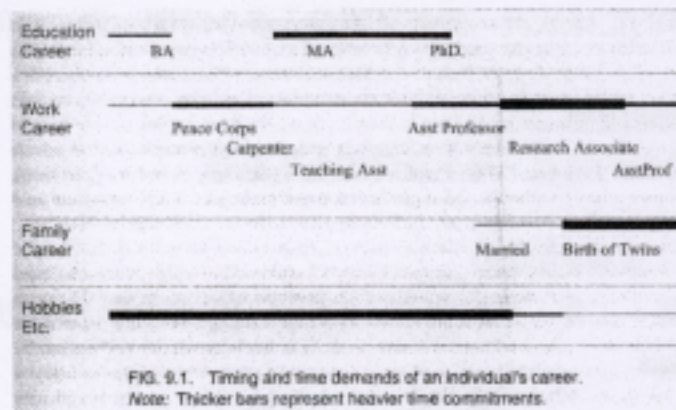 Education
Career
BA
MA
PhD.
Work
Career
Peace Corps
Asst Professor
Carpenter
Research Associate
Teaching Asst
AsstProf
Family
Career
Married
Birth of Twins
Hobbies
Etc.
FIG. 9.1. Timing and time demands of an individual's career.
Note: Thicker bars represent heavier time commitments.